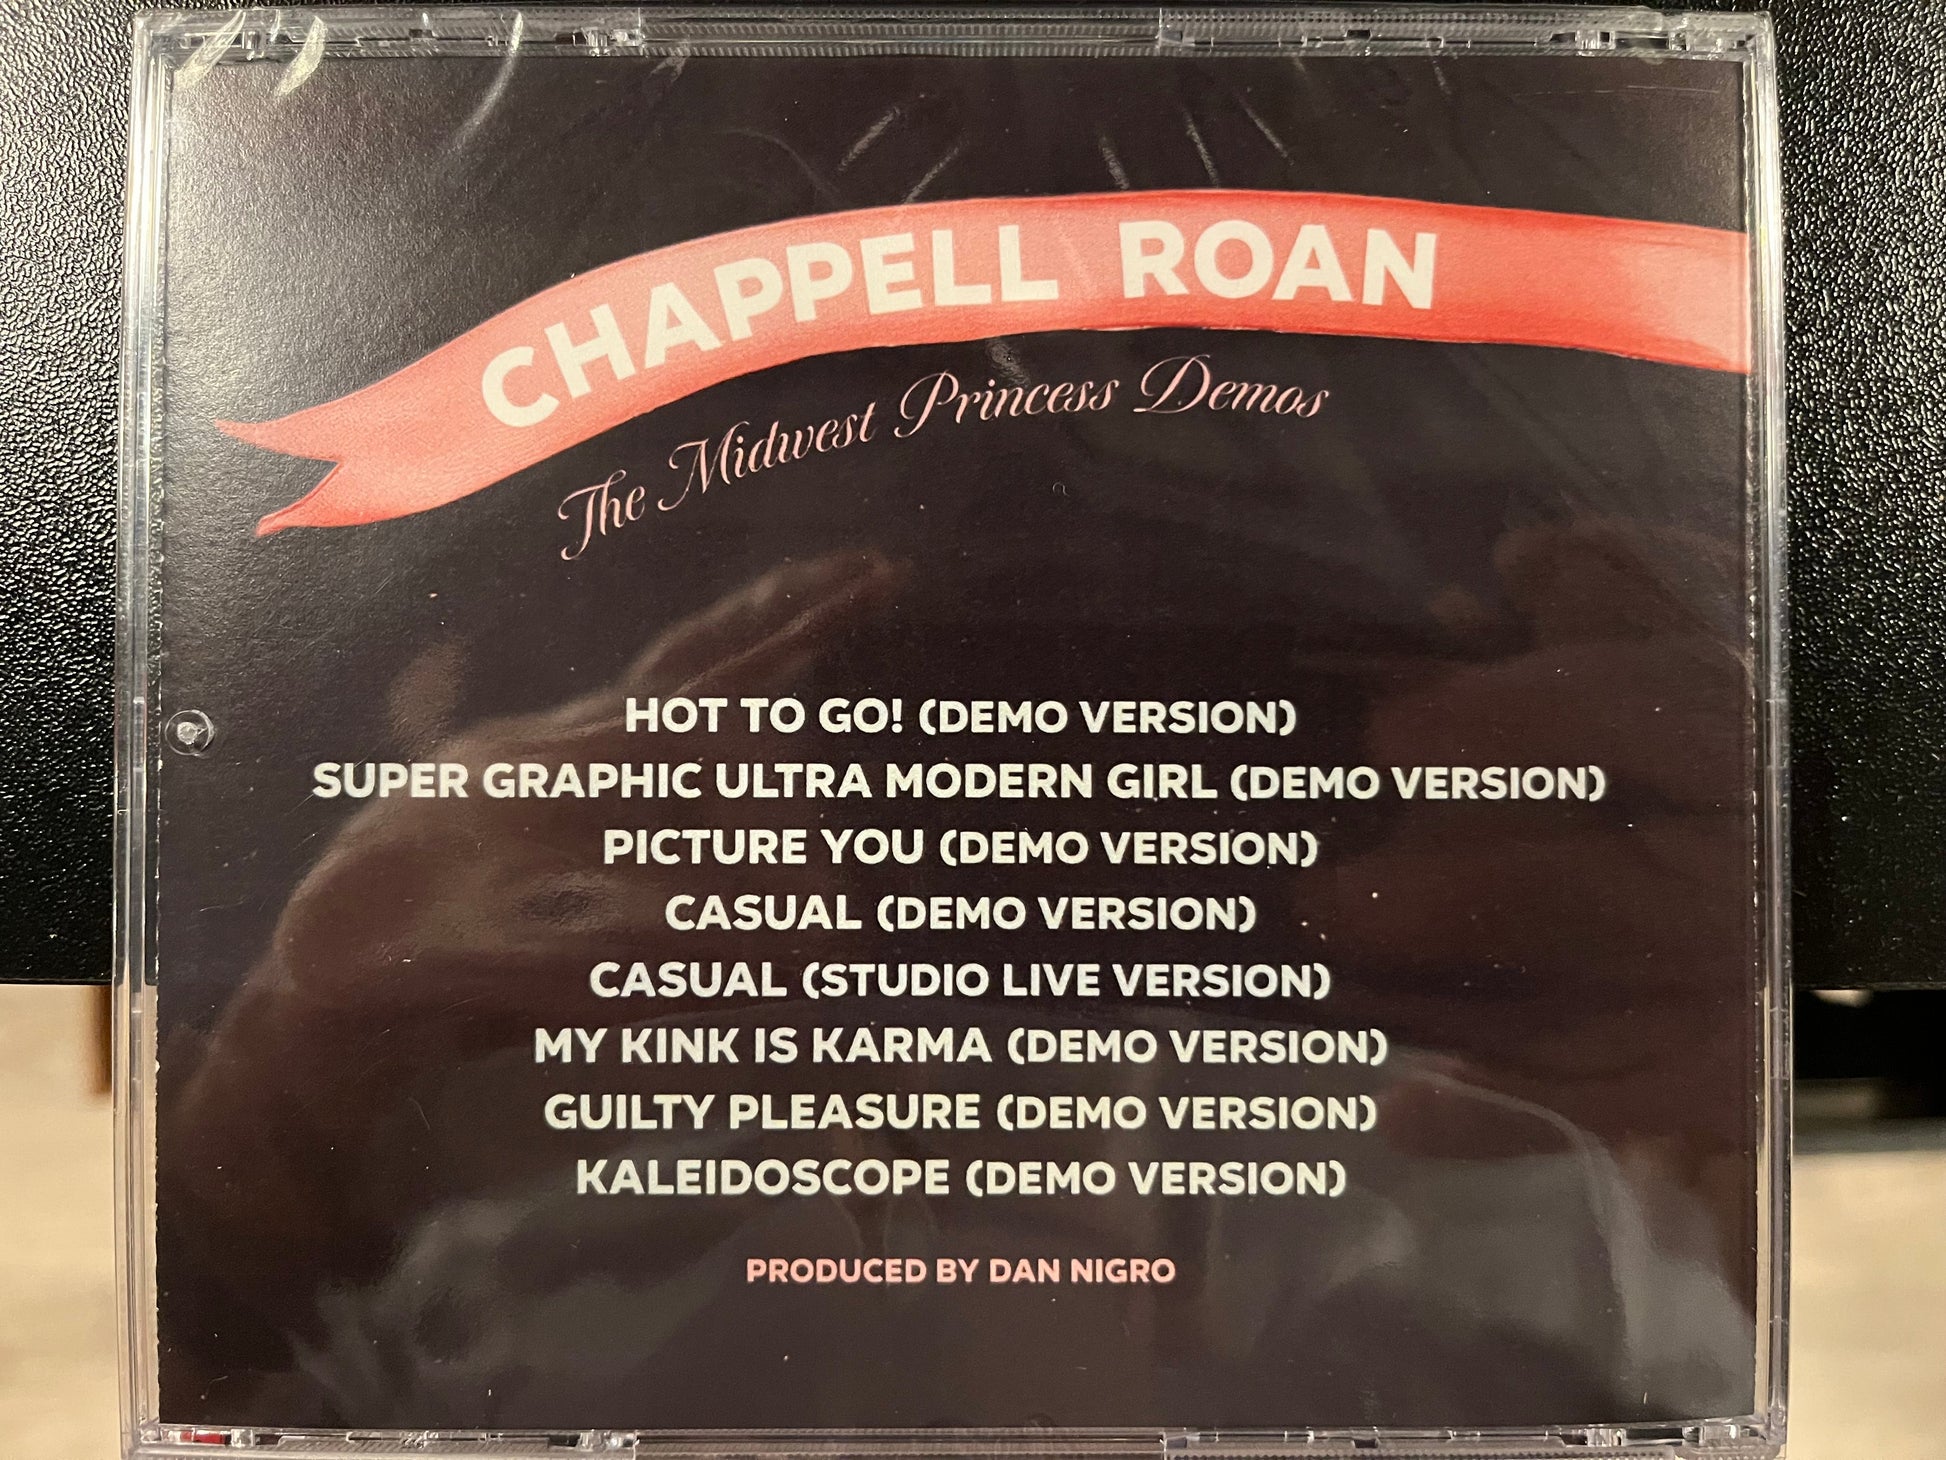 CHAPPELL ROAN
The Midwest Princess Demos
HOT TO GO! (DEMO VERSION)
SUPER GRAPHIC ULTRA MODERN GIRL (DEMO VERSION)
PICTURE YOU (DEMO VERSION)
CASUAL (DEMO VERSION)
CASUAL (STUDIO LIVE VERSION)
MY KINK IS KARMA (DEMO VERSION)
GUILTY PLEASURE (DEMO VERSION)
KALEIDOSCOPE (DEMO VERSION)
PRODUCED BY DAN NIGRO